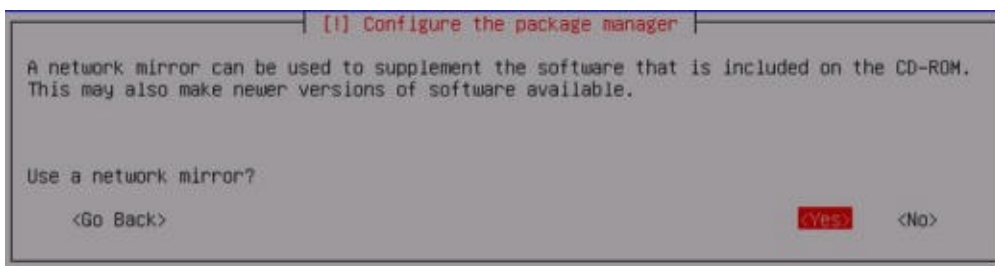 [!] Configure the package manager
A network mirror can be used to supplement the software that is included on the CD-ROM.
This may also make newer versions of software available.
Use a network mirror?
<Go Back> <Yes> <No>